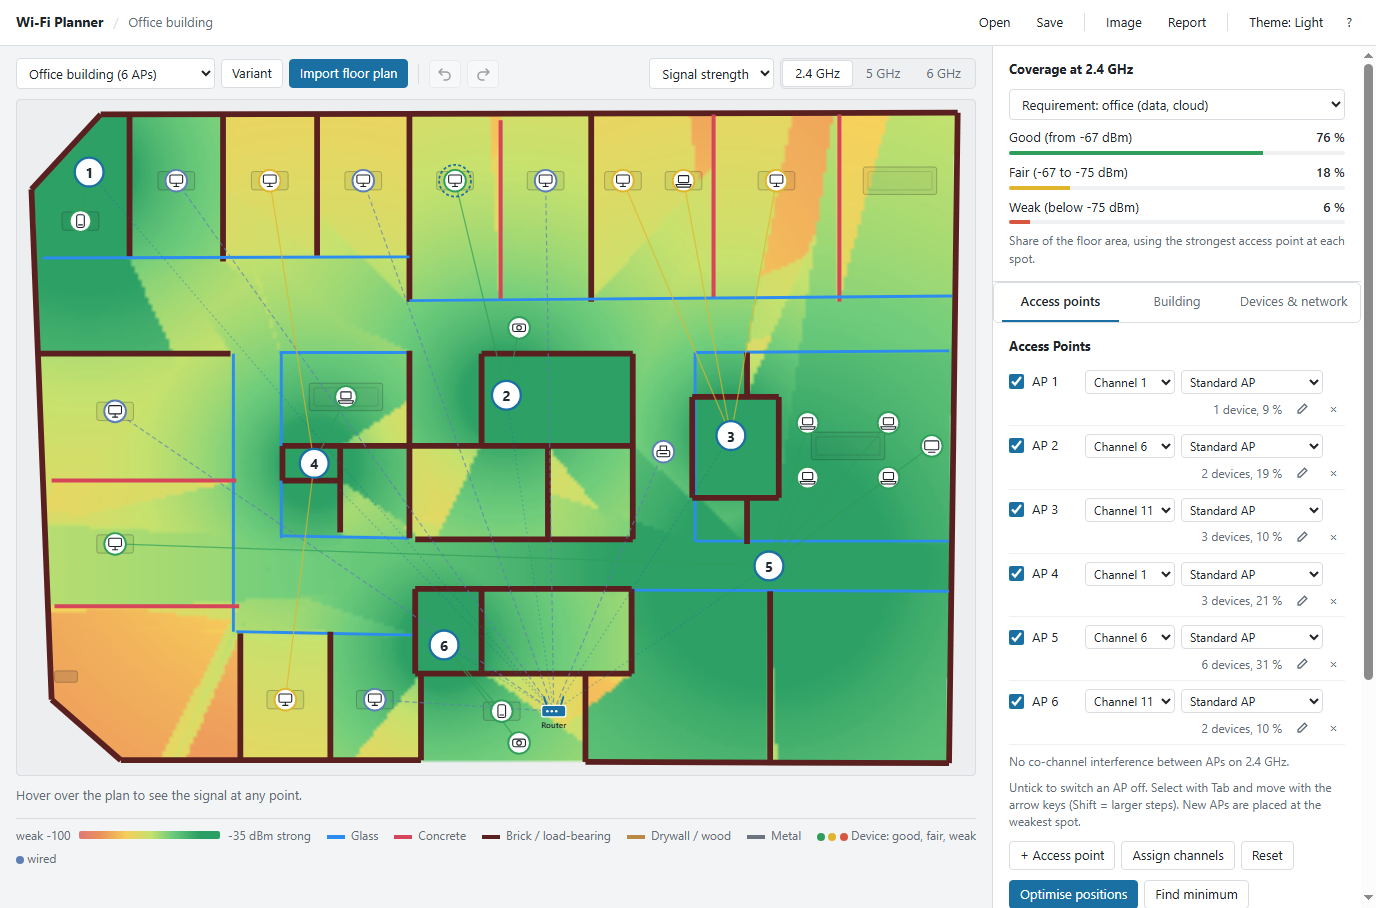 Wi-Fi Planner / Office building
Open Save Image Report Theme: Light ?
Office building (6 APs) Variant Import floor plan Signal strength 2.4 GHz 5 GHz 6 GHz
1
2
3
4
5
6
Router
Hover over the plan to see the signal at any point.
weak -100 -35 dBm strong Glass Concrete Brick / load-bearing Drywall / wood Metal Device: good, fair, weak
wired
Coverage at 2.4 GHz
Requirement: office (data, cloud)
Good (from -67 dBm) 76 %
Fair (-67 to -75 dBm) 18 %
Weak (below -75 dBm) 6 %
Share of the floor area, using the strongest access point at each
spot.
Access points Building Devices & network
Access Points
AP 1 Channel 1 Standard AP
1 device, 9 % ×
AP 2 Channel 6 Standard AP
2 devices, 19 % ×
AP 3 Channel 11 Standard AP
3 devices, 10 % ×
AP 4 Channel 1 Standard AP
3 devices, 21 % ×
AP 5 Channel 6 Standard AP
6 devices, 31 % ×
AP 6 Channel 11 Standard AP
2 devices, 10 % ×
No co-channel interference between APs on 2.4 GHz.
Untick to switch an AP off. Select with Tab and move with the
arrow keys (Shift = larger steps). New APs are placed at the
weakest spot.
+ Access point Assign channels Reset
Optimise positions Find minimum